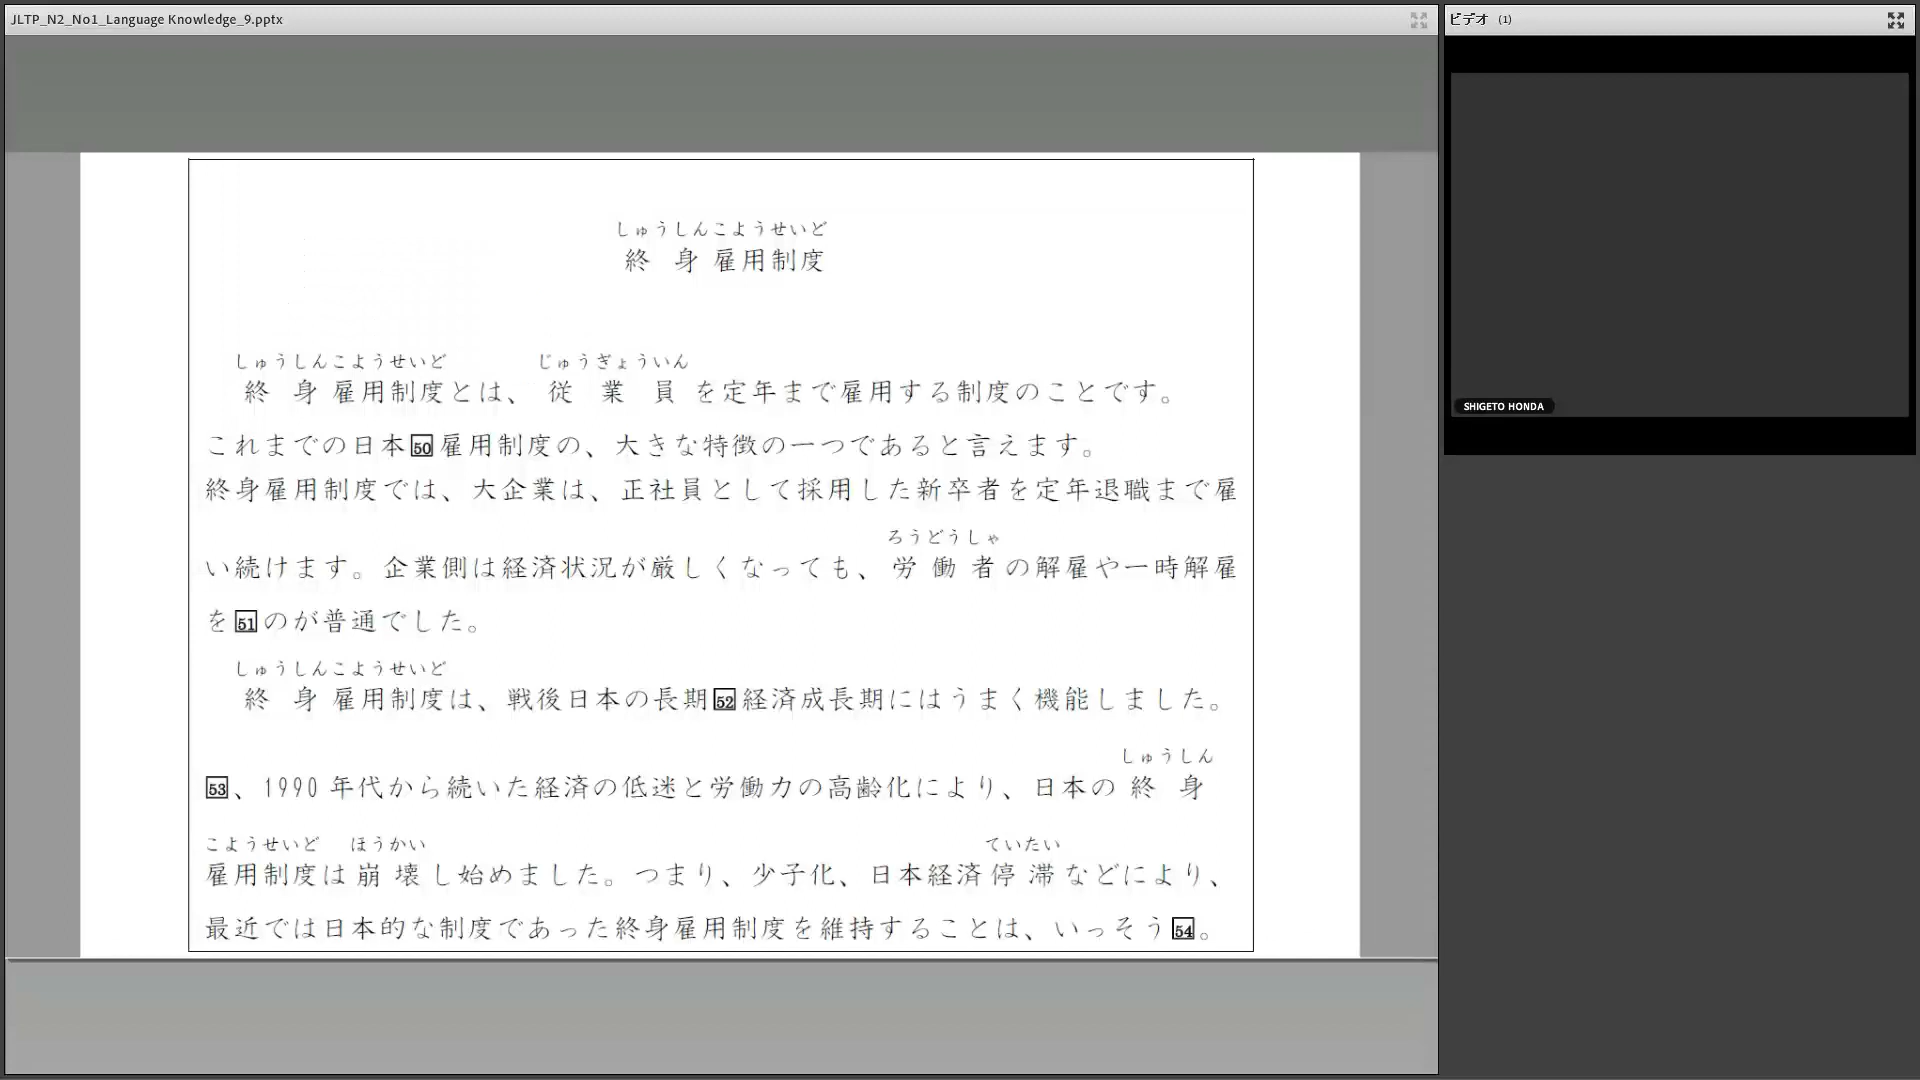 JLTP_N2_No1_Language Knowledge_9.pptx
ビデオ (1)
SHIGETO HONDA
しゅうしんこようせいど
終身雇用制度
しゅうしんこようせいど じゅうぎょういん
終身雇用制度とは、従業員を定年まで雇用する制度のことです。
これまでの日本50雇用制度の、大きな特徴の一つであると言えます。
終身雇用制度では、大企業は、正社員として採用した新卒者を定年退職まで雇
ろうどうしゃ
い続けます。企業側は経済状況が厳しくなっても、労働者の解雇や一時解雇
を51のが普通でした。
しゅうしんこようせいど
終身雇用制度は、戦後日本の長期52経済成長期にはうまく機能しました。
しゅうしん
53、1990年代から続いた経済の低迷と労働力の高齢化により、日本の終身
こようせいど ほうかい ていたい
雇用制度は崩壊し始めました。つまり、少子化、日本経済停滞などにより、
最近では日本的な制度であった終身雇用制度を維持することは、いっそう54。